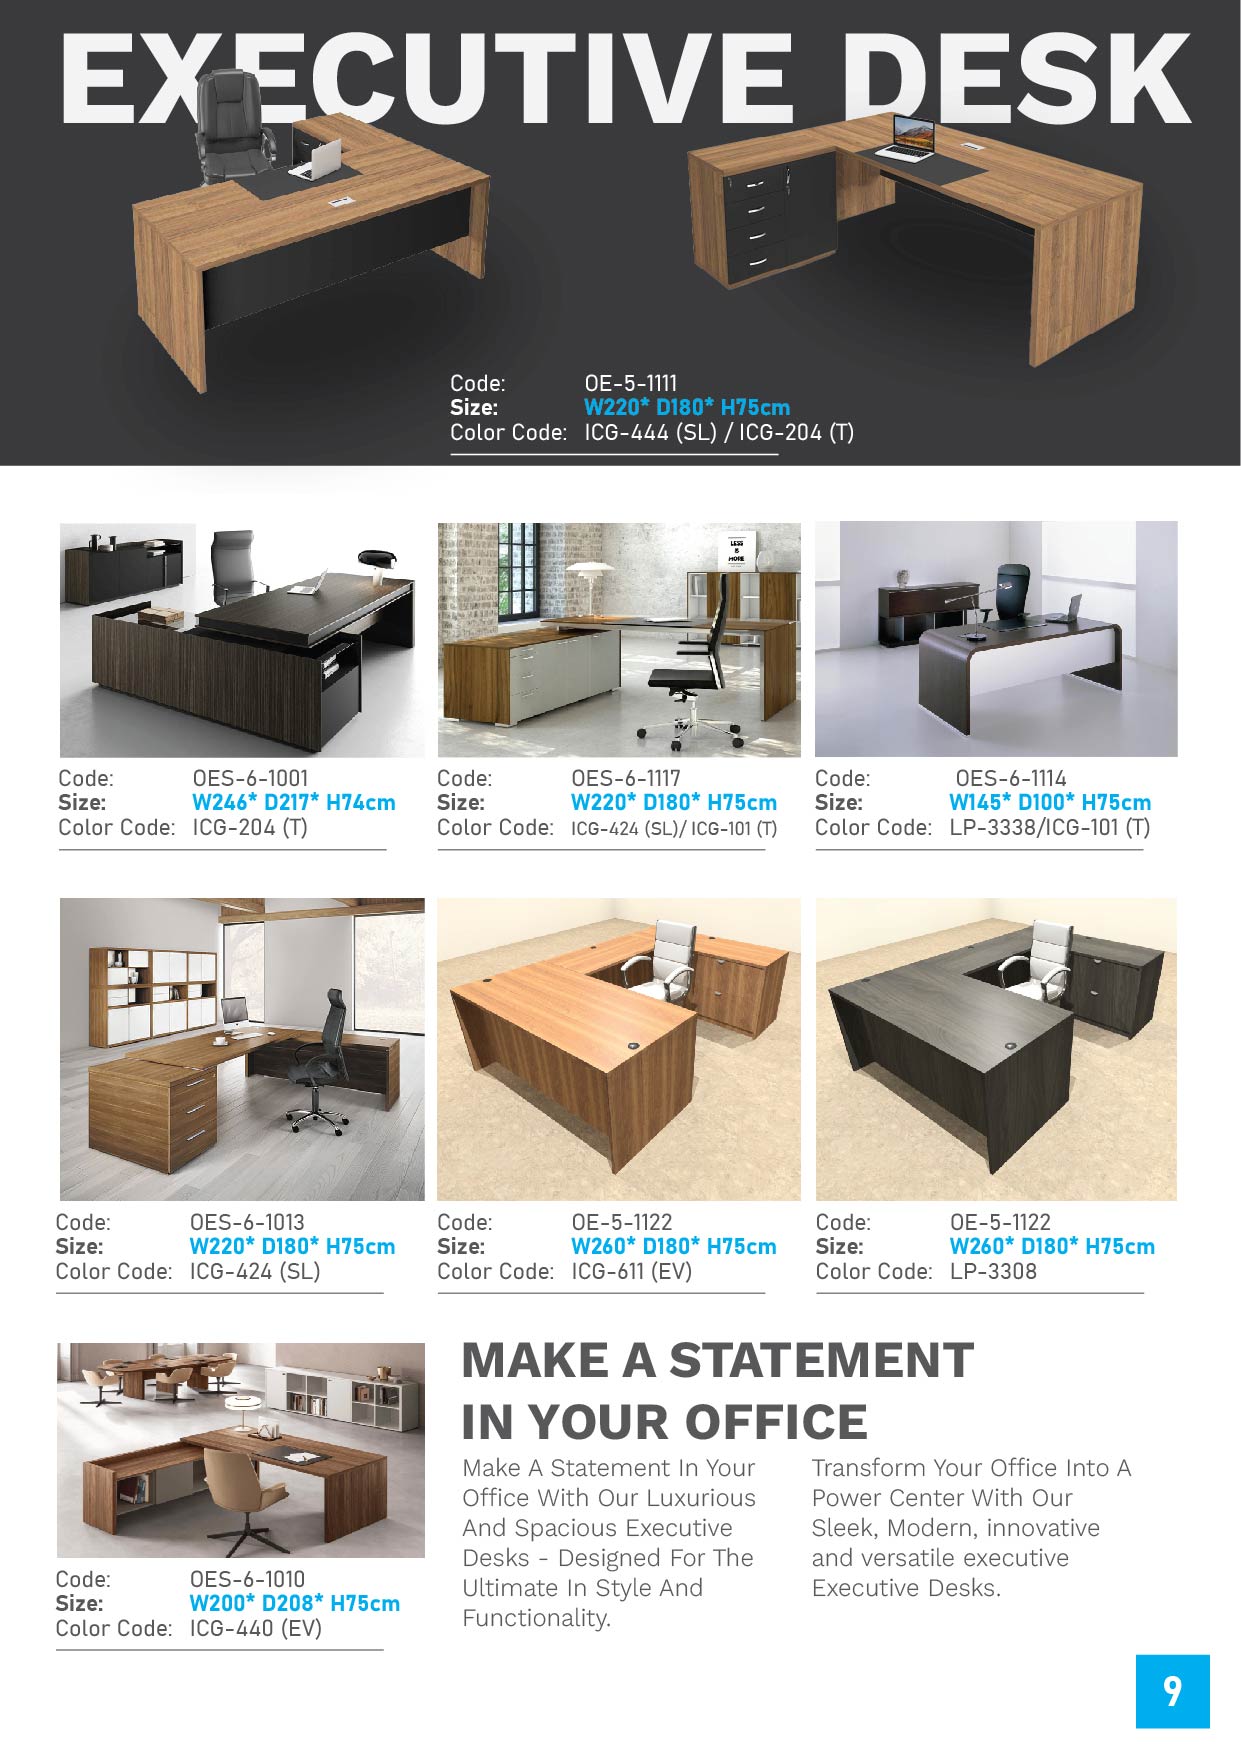 EXECUTIVE DESK
Code: OE-5-1111
Size: W220* D180* H75cm
Color Code: ICG-444 (SL) / ICG-204 (T)
LESS
IS
MORE
Code: OES-6-1001
Size: W246* D217* H74cm
Color Code: ICG-204 (T)
Code: OES-6-1117
Size: W220* D180* H75cm
Color Code: ICG-424 (SL)/ ICG-101 (T)
Code: OES-6-1114
Size: W145* D100* H75cm
Color Code: LP-3338/ICG-101 (T)
Code: OES-6-1013
Size: W220* D180* H75cm
Color Code: ICG-424 (SL)
Code: OE-5-1122
Size: W260* D180* H75cm
Color Code: ICG-611 (EV)
Code: OE-5-1122
Size: W260* D180* H75cm
Color Code: LP-3308
Code: OES-6-1010
Size: W200* D208* H75cm
Color Code: ICG-440 (EV)
MAKE A STATEMENT
IN YOUR OFFICE
Make A Statement In Your
Office With Our Luxurious
And Spacious Executive
Desks - Designed For The
Ultimate In Style And
Functionality.
Transform Your Office Into A
Power Center With Our
Sleek, Modern, innovative
and versatile executive
Executive Desks.
9